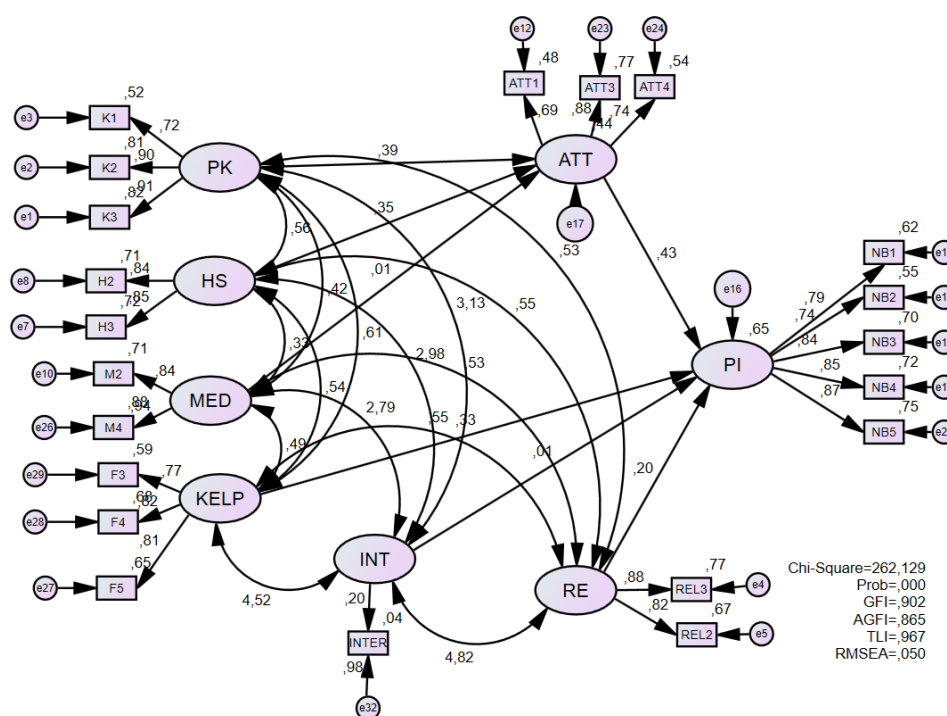 e12 e23 e24
,48 ,77 ,54
ATT1 ATT3 ATT4
,69 ,88 ,74
,44
e3 K1 ,52 ,72
e2 K2 ,81 ,90
e1 K3 ,82 ,91
PK ,39 ATT
e17
,56 ,35 ,53 ,43
e8 H2 ,71 ,84
e7 H3 ,72 ,85
HS ,01 ,42 3,13 ,55
,62 NB1 e1
,55 NB2 e1
,70 NB3 e1
,72 NB4 e1
,75 NB5 e2
,79
,74
,84
,85
,87
e16 ,65 PI
,33 ,61 2,98 ,53
e10 M2 ,71 ,84
e26 M4 ,88 ,94
MED ,54 2,79 ,55 ,33
,49 ,01 ,20
e29 F3 ,59 ,77
e28 F4 ,68 ,82
e27 F5 ,65 ,81
KELP
INT RE
4,52 ,20 ,04 4,82
INTER
,98
e32
,88 REL3 ,77 e4
,82 REL2 ,67 e5
Chi-Square=262,129
Prob=,000
GFI=,902
AGFI=,865
TLI=,967
RMSEA=,050